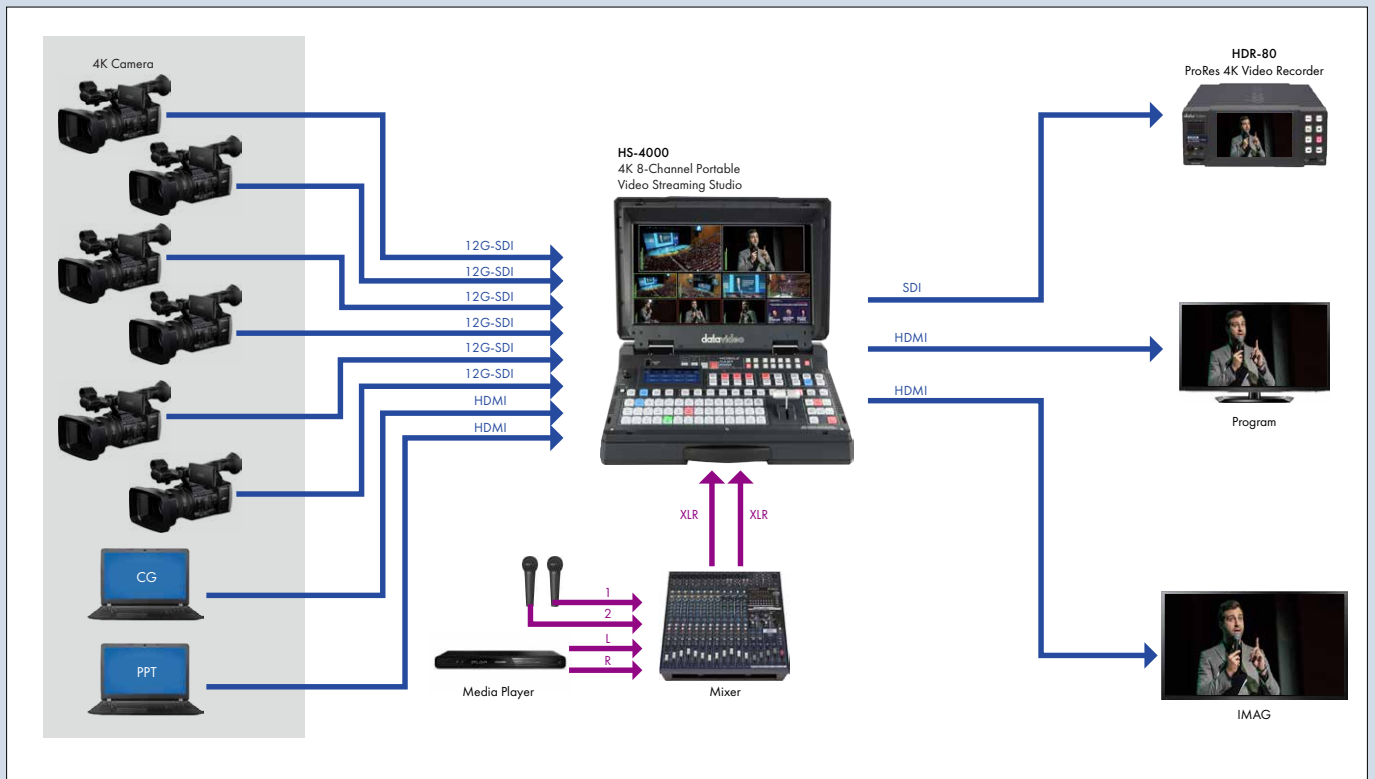 4K Camera
12G-SDI
12G-SDI
12G-SDI
12G-SDI
12G-SDI
12G-SDI
HDMI
HDMI
CG
PPT
HS-4000
4K 8-Channel Portable
Video Streaming Studio
datavideo
XLR
XLR
1
2
L
R
Media Player
Mixer
SDI
HDMI
HDMI
HDR-80
ProRes 4K Video Recorder
datavideo
Program
IMAG